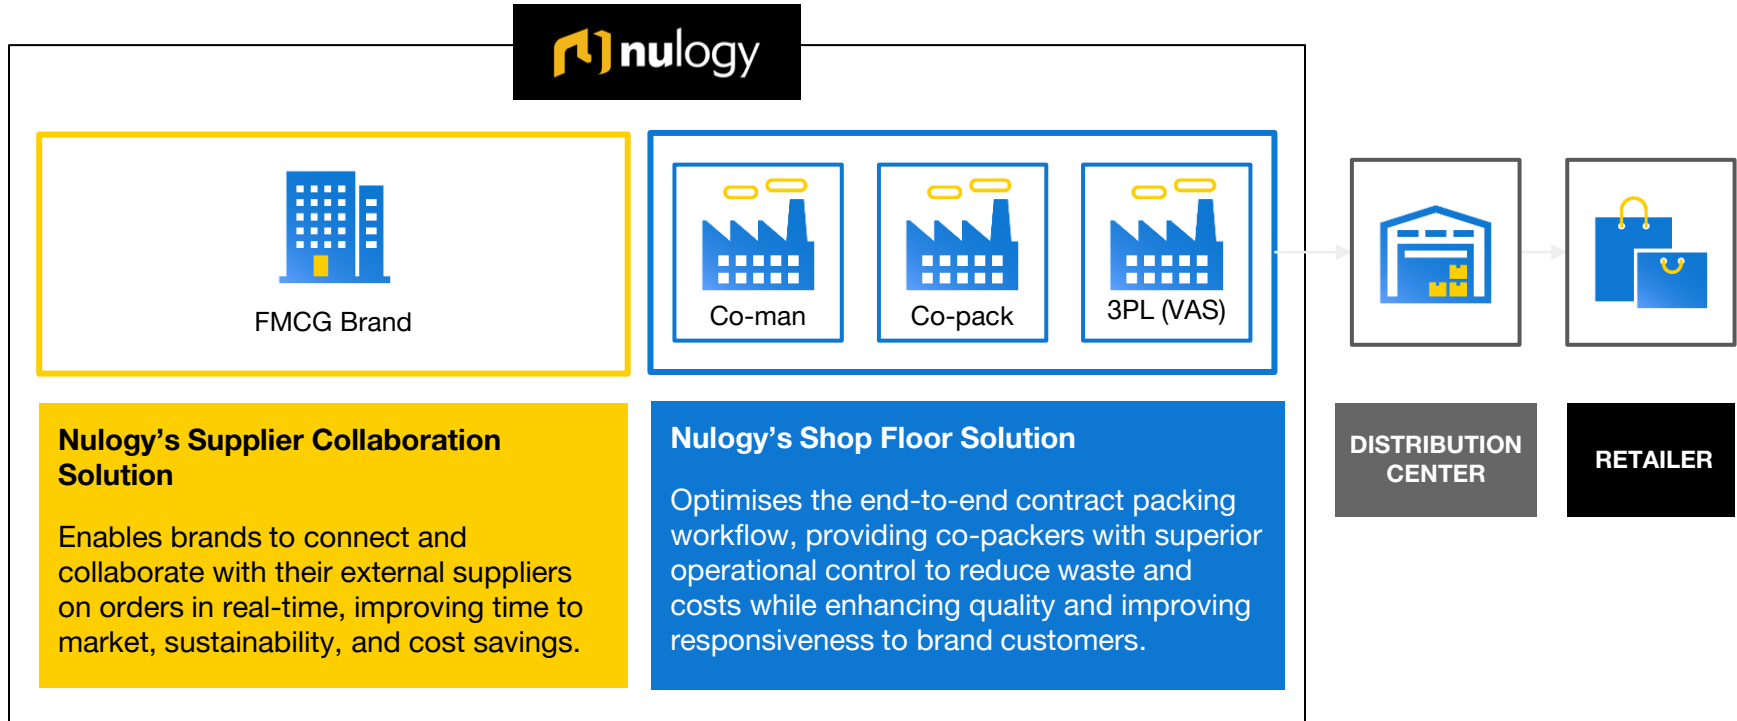 nulogy
FMCG Brand
Co-man
Co-pack
3PL (VAS)
Nulogy’s Supplier Collaboration
Solution
Enables brands to connect and
collaborate with their external suppliers
on orders in real-time, improving time to
market, sustainability, and cost savings.
Nulogy’s Shop Floor Solution
Optimises the end-to-end contract packing
workflow, providing co-packers with superior
operational control to reduce waste and
costs while enhancing quality and improving
responsiveness to brand customers.
DISTRIBUTION
CENTER
RETAILER